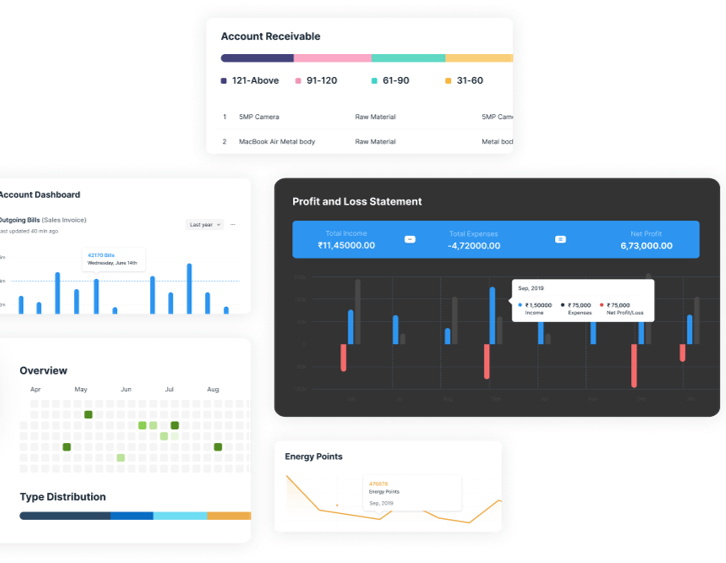 Account Receivable
121-Above 91-120 61-90 31-60
1 5MP Camera Raw Material 5MP Cam
2 MacBook Air Metal body Raw Material Metal bod
Account Dashboard
Outgoing Bills (Sales Invoice)
Last year
Last updated 40 min ago
42170 Bills
Wednesday, June 14th
Profit and Loss Statement
Total Income Total Expenses Net Profit
₹11,45000.00 - -4,72000.00 = 6,73,000.00
Sep, 2019
₹ 1,50000 ₹ 75,000 ₹ 75,000
Income Expenses Net Profit/Loss
Overview
Apr May Jun Jul Aug
Type Distribution
Energy Points
Energy Points
Sep, 2019